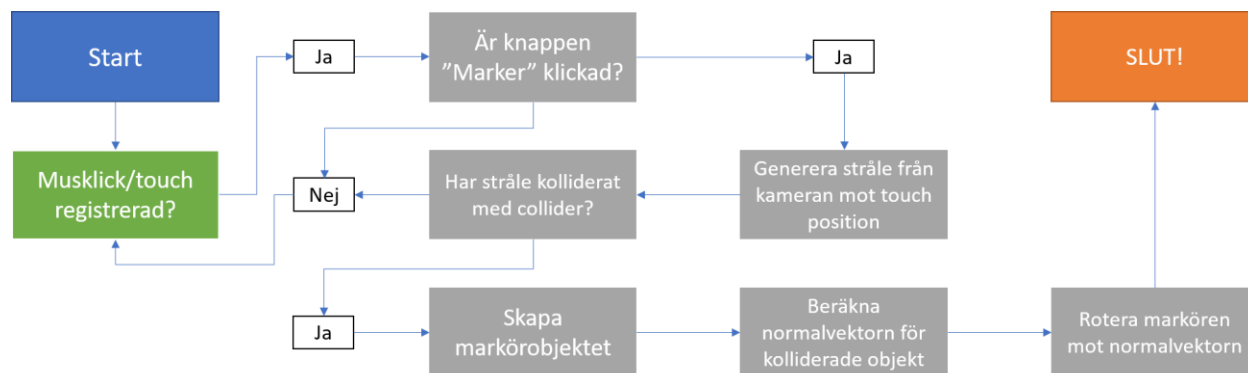 Start
Ja
Är knappen
”Marker” klickad?
Ja
SLUT!
Musklick/touch
registrerad?
Nej
Har stråle kolliderat
med collider?
Generera stråle från
kameran mot touch
position
Ja
Skapa
markörobjektet
Beräkna
normalvektorn för
kolliderade objekt
Rotera markören
mot normalvektorn